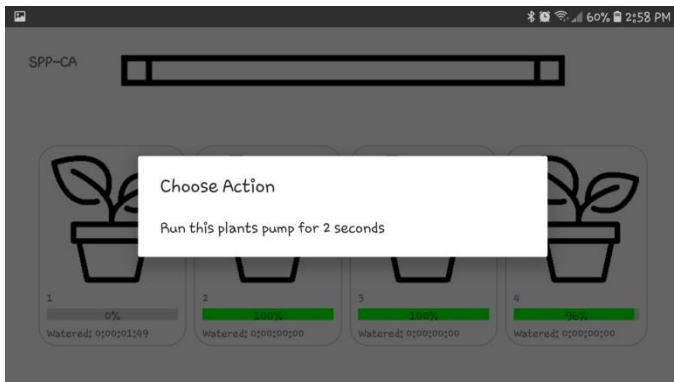 60% 2:58 PM
SPP-CA
Choose Action
Run this plants pump for 2 seconds
1
0%
Watered: 0:00:01:49
2
100%
Watered: 0:00:00:00
3
100%
Watered: 0:00:00:00
4
96%
Watered: 0:00:00:00